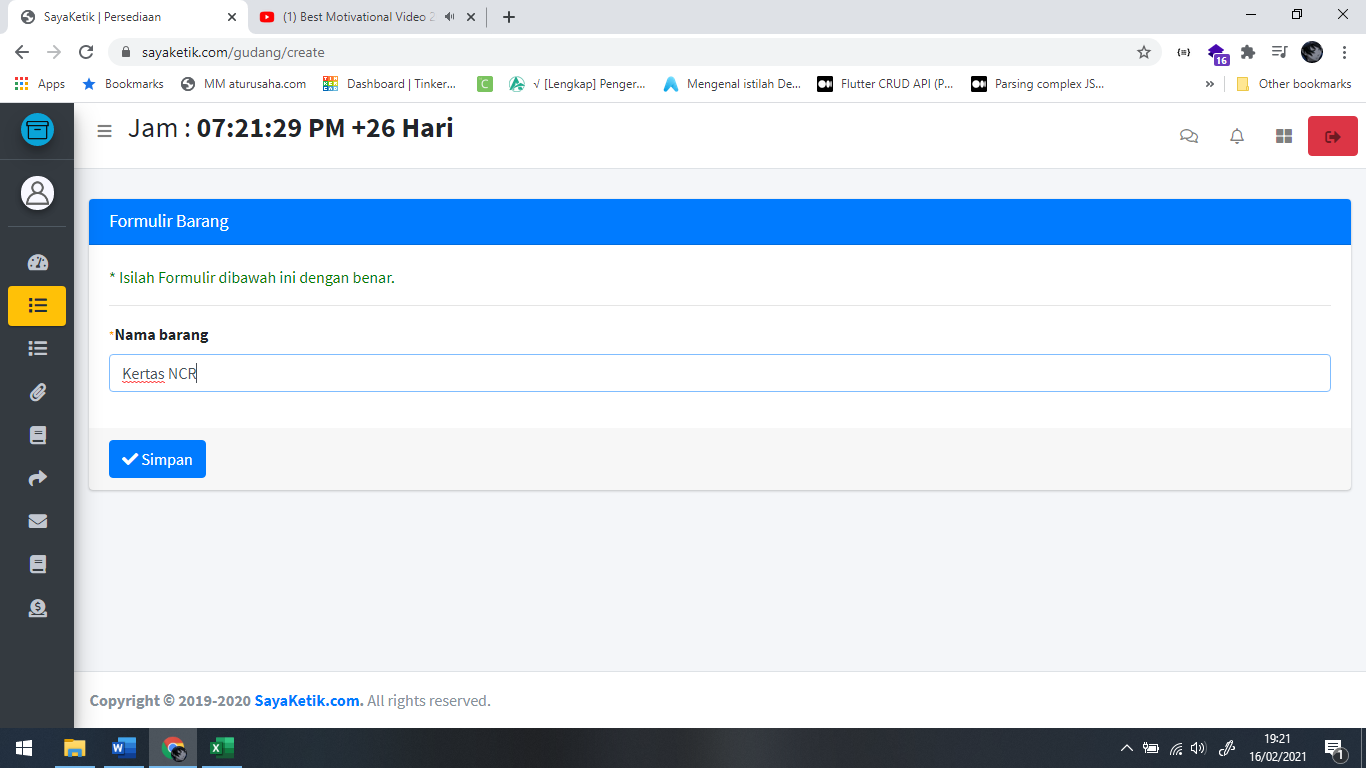 SayaKetik | Persediaan
(1) Best Motivational Video 2
sayaketik.com/gudang/create
16
Apps
Bookmarks
MM aturusaha.com
Dashboard | Tinker...
C
√ [Lengkap] Penger...
Mengenal istilah De...
Flutter CRUD API (P...
Parsing complex JS...
»
Other bookmarks
Jam : 07:21:29 PM +26 Hari
Formulir Barang
* Isilah Formulir dibawah ini dengan benar.
*Nama barang
Kertas NCR
Simpan
Copyright © 2019-2020 SayaKetik.com. All rights reserved.
19:21
16/02/2021
1